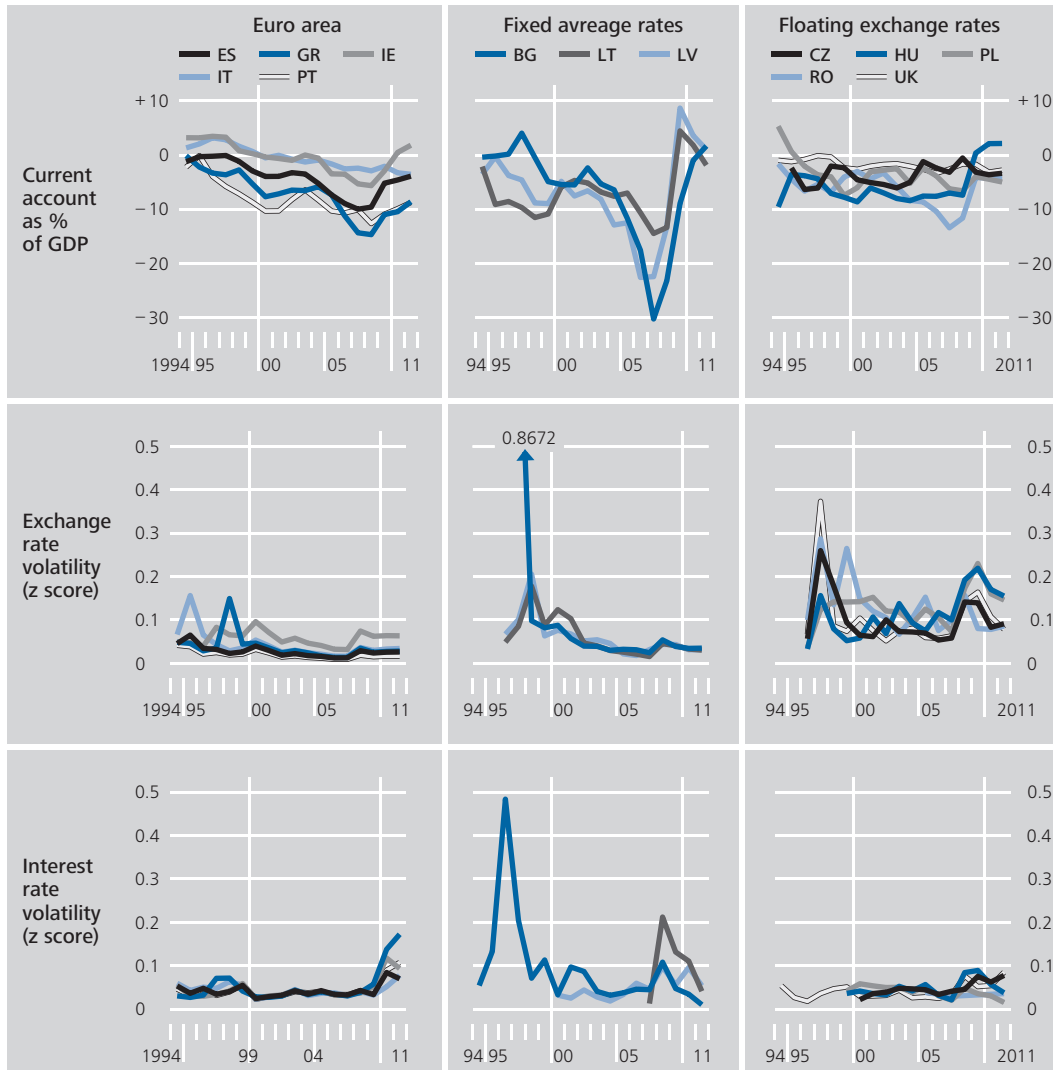 Euro area
ES GR IE
IT PT
Fixed avreage rates
BG LT LV
Floating exchange rates
CZ HU PL
RO UK
Current
account
as %
of GDP
+10
0
−10
−20
−30
+10
0
−10
−20
−30
1994 95 00 05 11
94 95 00 05 11
94 95 00 05 2011
Exchange
rate
volatility
(z score)
0.5
0.4
0.3
0.2
0.1
0
0.8672
0.5
0.4
0.3
0.2
0.1
0
1994 95 00 05 11
94 95 00 05 11
94 95 00 05 2011
Interest
rate
volatility
(z score)
0.5
0.4
0.3
0.2
0.1
0
0.5
0.4
0.3
0.2
0.1
0
1994 99 04 11
94 95 00 05 11
94 95 00 05 2011